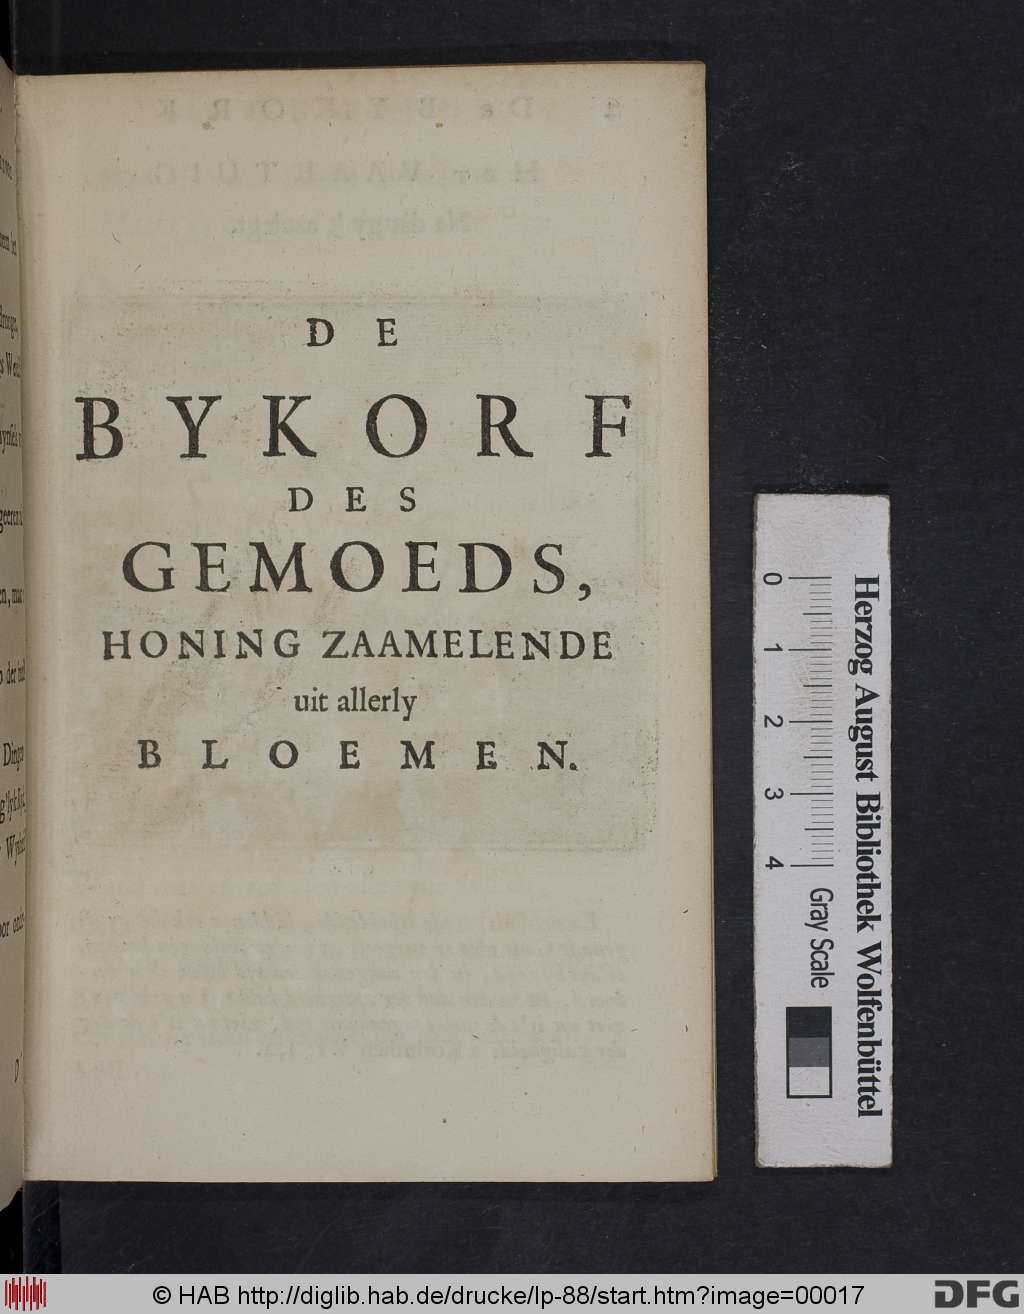 DE
BYKORF
DES
GEMOEDS,
HONING ZAAMELENDE
uit allerly
BLOEMEN.
0 1 2 3 4
Gray Scale
Herzog August Bibliothek Wolfenbüttel
© HAB http://diglib.hab.de/drucke/lp-88/start.htm?image=00017
DFG